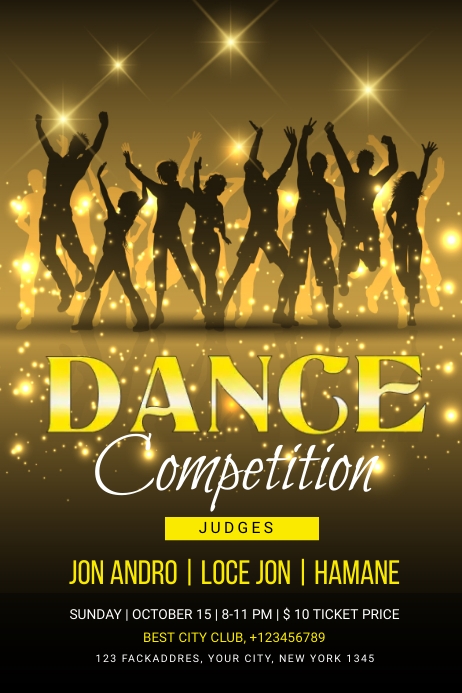 DANCE
Competition
JUDGES
JON ANDRO | LOCE JON | HAMANE
SUNDAY | OCTOBER 15 | 8-11 PM | $ 10 TICKET PRICE
BEST CITY CLUB, +123456789
123 FACKADDRES, YOUR CITY, NEW YORK 1345